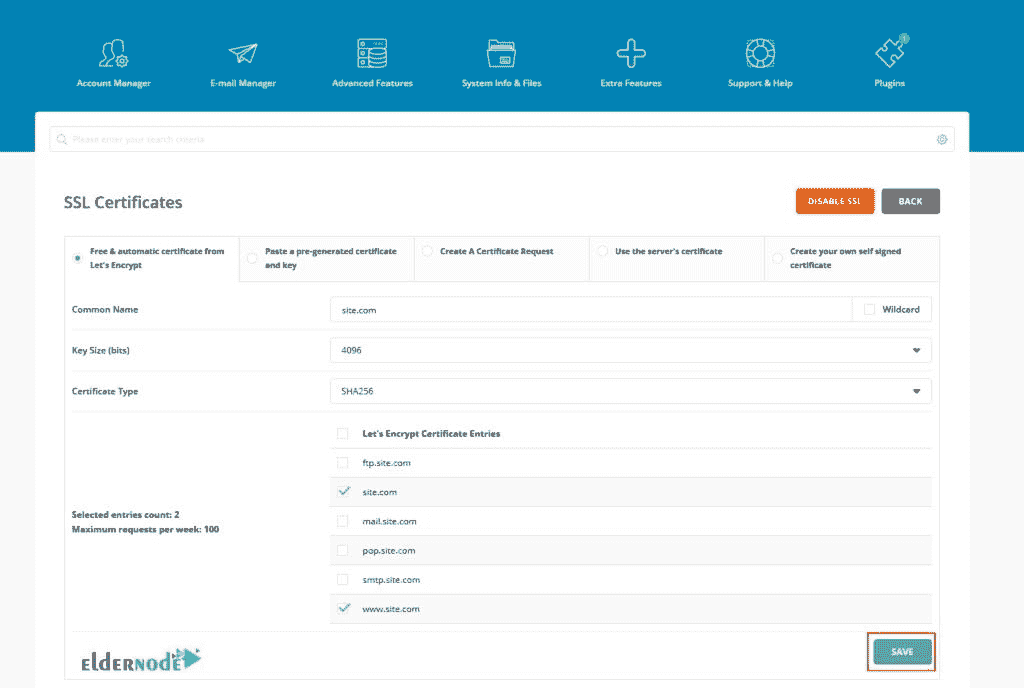 Account Manager
E-mail Manager
Advanced Features
System Info & Files
Extra Features
Support & Help
Plugins
Please enter your search criteria
SSL Certificates
DISABLE SSL
BACK
Free & automatic certificate from
Let's Encrypt
Paste a pre-generated certificate
and key
Create A Certificate Request
Use the server's certificate
Create your own self signed
certificate
Common Name
site.com
Wildcard
Key Size (bits)
4096
Certificate Type
SHA256
Let's Encrypt Certificate Entries
ftp.site.com
site.com
Selected entries count: 2
Maximum requests per week: 100
mail.site.com
pop.site.com
smtp.site.com
www.site.com
ELDERNODE
SAVE